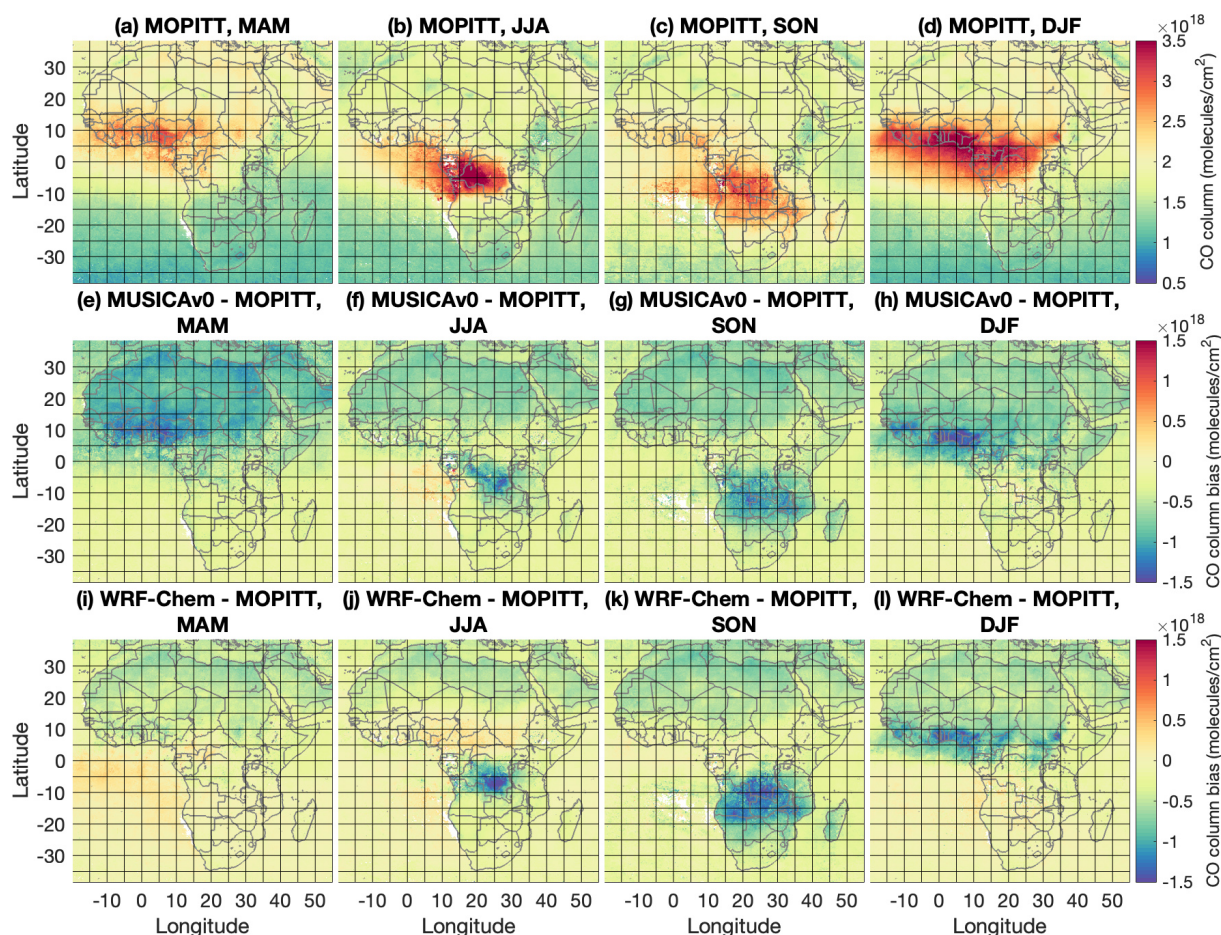 (a) MOPITT, MAM
(b) MOPITT, JJA
(c) MOPITT, SON
(d) MOPITT, DJF
×10^18
30
20
10
0
-10
-20
-30
Latitude
3.5
3
2.5
2
1.5
1
0.5
CO column (molecules/cm²)
(e) MUSICAv0 - MOPITT,
MAM
(f) MUSICAv0 - MOPITT,
JJA
(g) MUSICAv0 - MOPITT,
SON
(h) MUSICAv0 - MOPITT,
DJF
×10^18
30
20
10
0
-10
-20
-30
Latitude
1.5
1
0.5
0
-0.5
-1
-1.5
CO column bias (molecules/cm²)
(i) WRF-Chem - MOPITT,
MAM
(j) WRF-Chem - MOPITT,
JJA
(k) WRF-Chem - MOPITT,
SON
(l) WRF-Chem - MOPITT,
DJF
×10^18
30
20
10
0
-10
-20
-30
Latitude
1.5
1
0.5
0
-0.5
-1
-1.5
CO column bias (molecules/cm²)
-10 0 10 20 30 40 50
-10 0 10 20 30 40 50
-10 0 10 20 30 40 50
-10 0 10 20 30 40 50
Longitude
Longitude
Longitude
Longitude